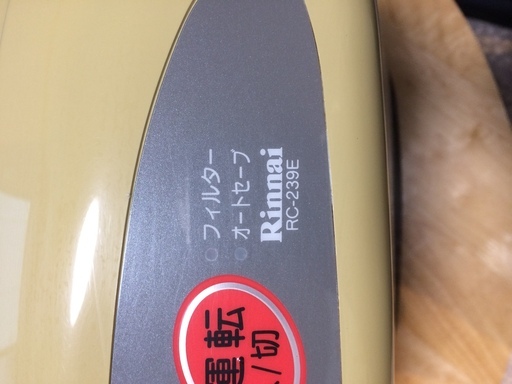 フィルター
オートセーブ
Rinnai
RC-239E
運転
/切